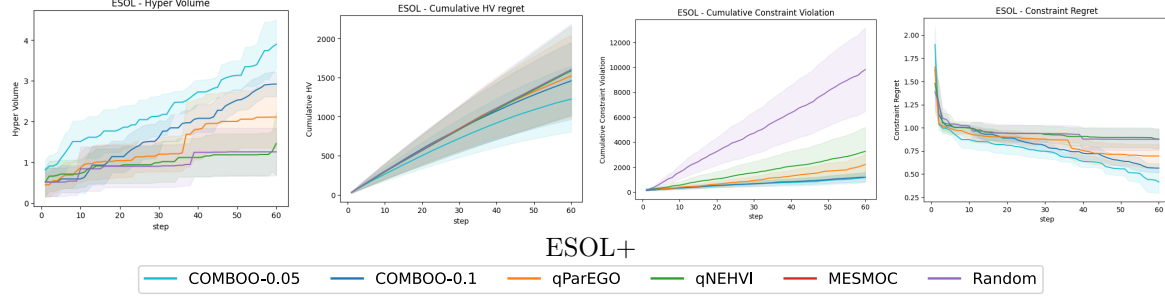 ESOL - Hyper Volume
Hyper Volume
4
3
2
1
0
0 10 20 30 40 50 60
step
ESOL - Cumulative HV regret
Cumulative HV
2000
1500
1000
500
0
0 10 20 30 40 50 60
step
ESOL - Cumulative Constraint Violation
Cumulative Constraint Violation
12000
10000
8000
6000
4000
2000
0
0 10 20 30 40 50 60
step
ESOL - Constraint Regret
Constraint Regret
2.00
1.75
1.50
1.25
1.00
0.75
0.50
0.25
0 10 20 30 40 50 60
step
ESOL+
COMBOO-0.05 COMBOO-0.1 qParEGO qNEHVI MESMOC Random